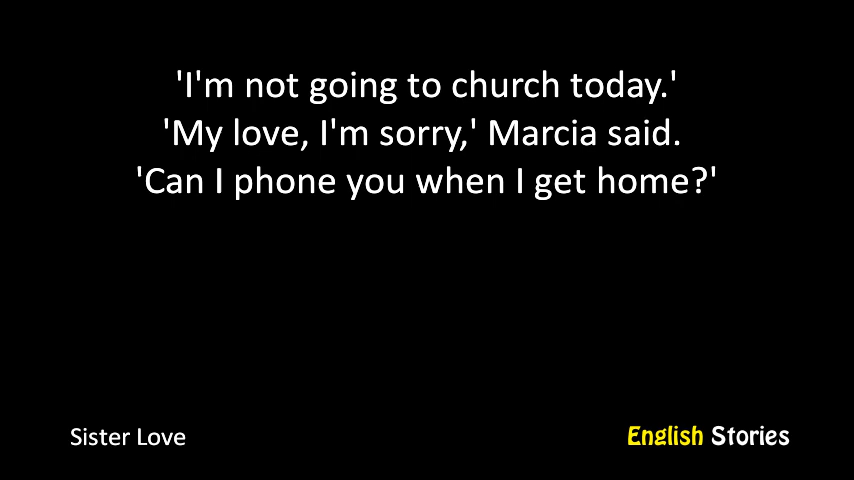 'I'm not going to church today.'
'My love, I'm sorry,' Marcia said.
'Can I phone you when I get home?'
Sister Love
English Stories